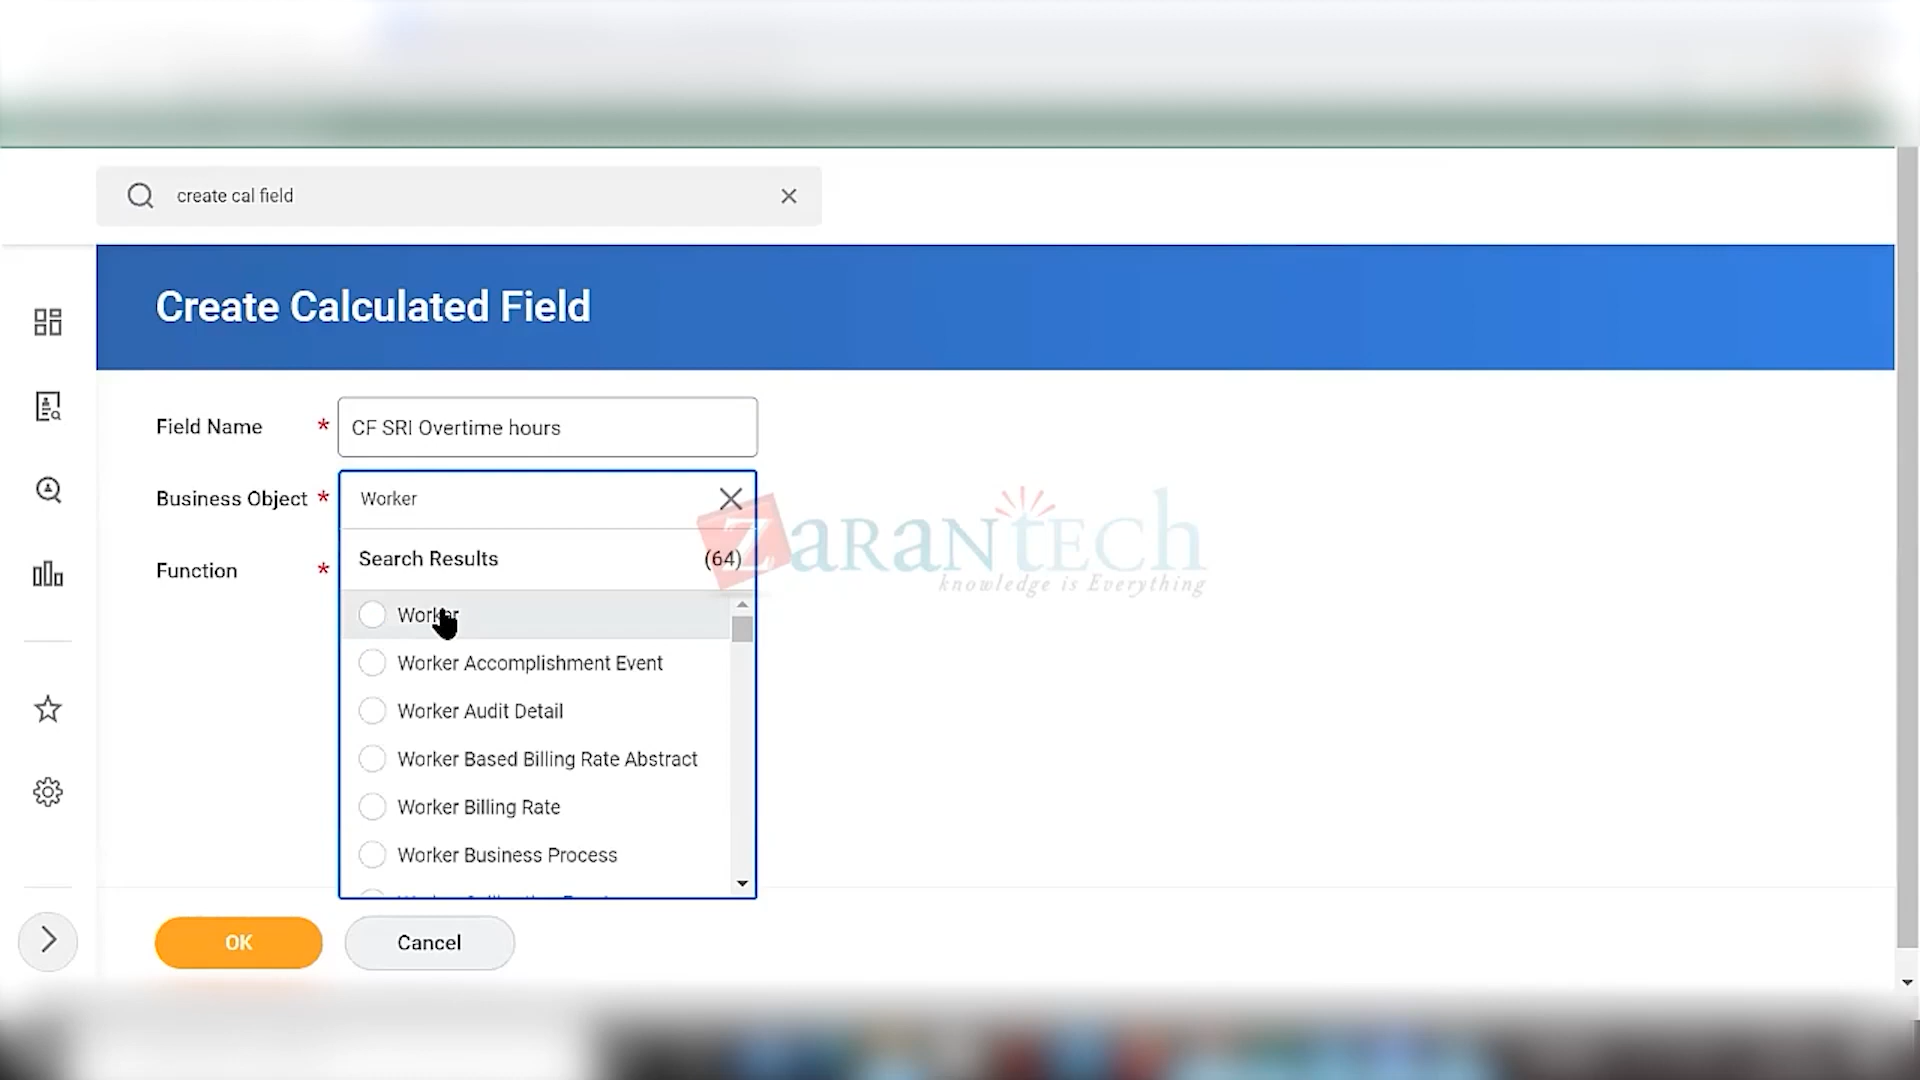 create cal field
Create Calculated Field
Field Name * CF SRI Overtime hours
Business Object * Worker
Function *
Search Results (64)
Worker
Worker Accomplishment Event
Worker Audit Detail
Worker Based Billing Rate Abstract
Worker Billing Rate
Worker Business Process
OK Cancel
ZaranTech
knowledge is Everything